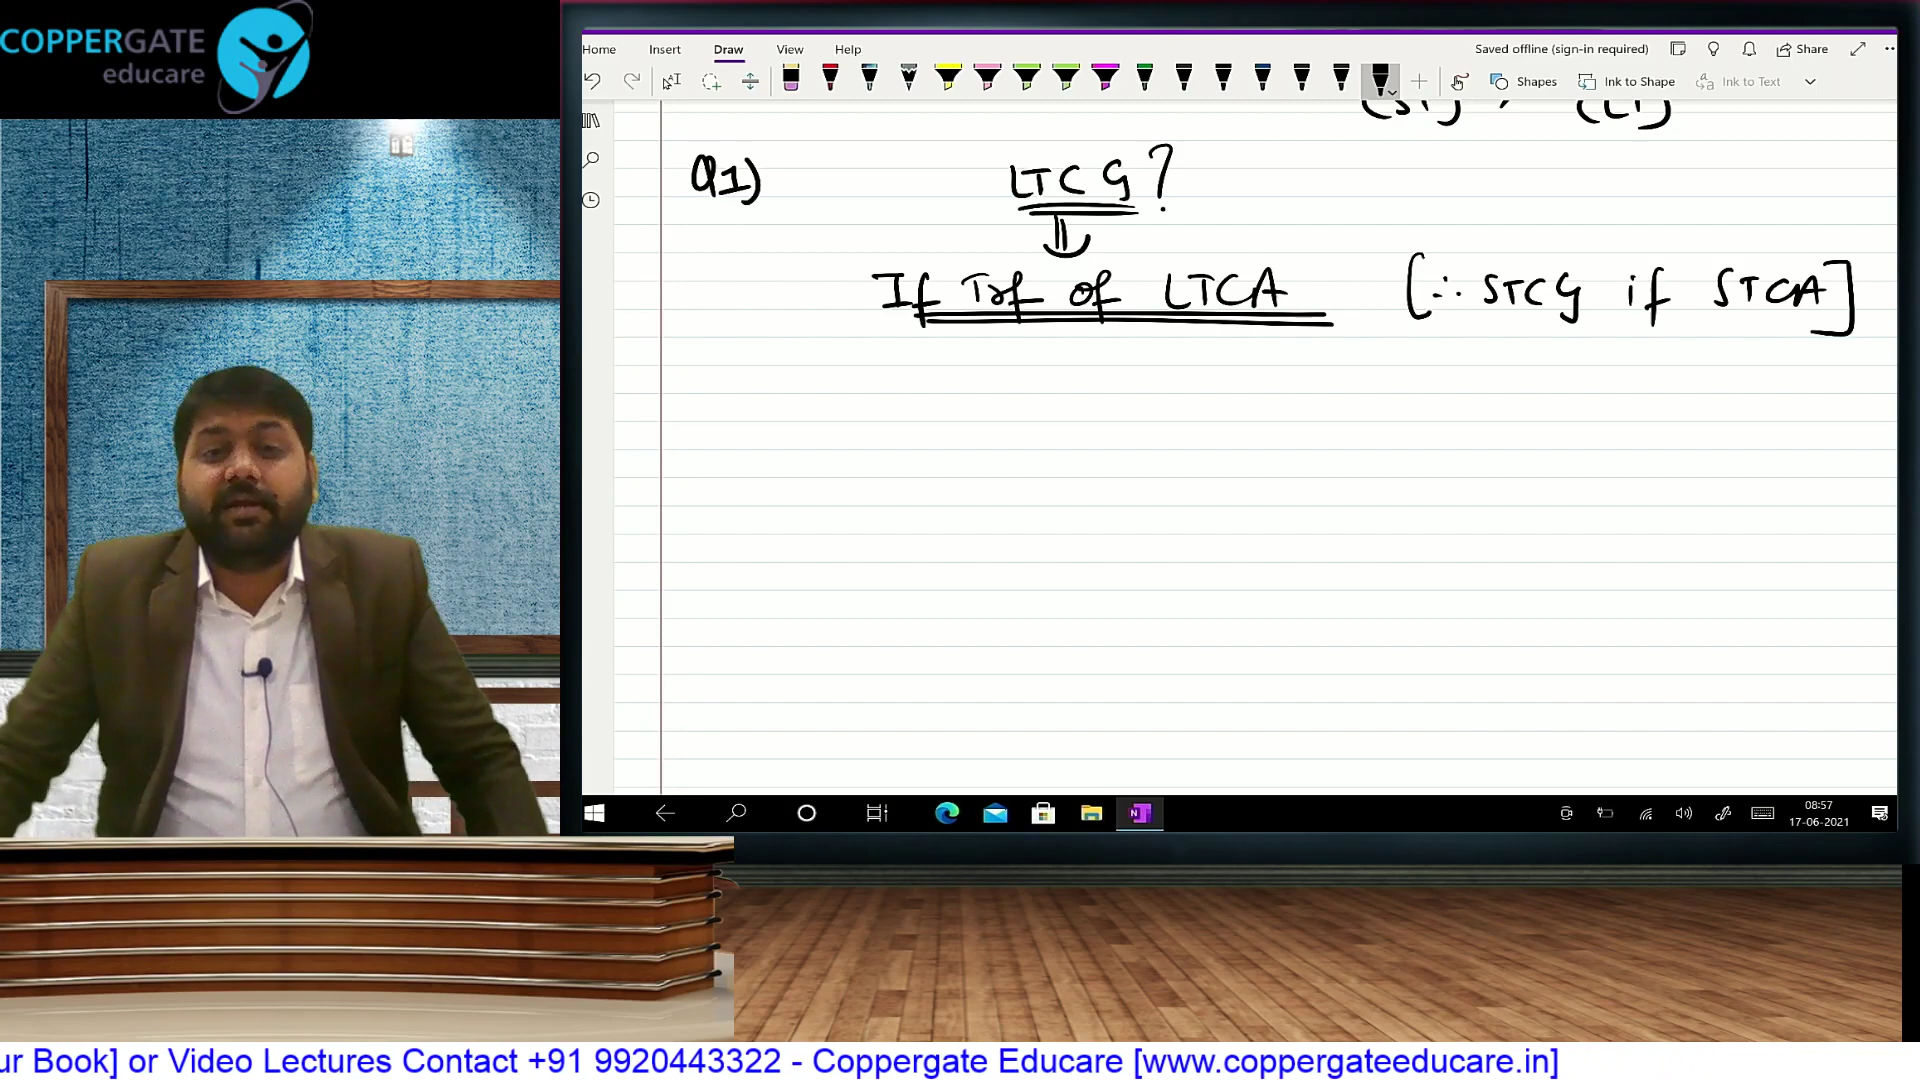 COPPERGATE
educare
Home Insert Draw View Help
Saved offline (sign-in required) Share
Shapes Ink to Shape Ink to Text
(ST) , (LT)
Q1) LTCG?
If Trf of LTCA [∴ STCG if STCA]
08:57
17-06-2021
ur Book] or Video Lectures Contact +91 9920443322 - Coppergate Educare [www.coppergateeducare.in]